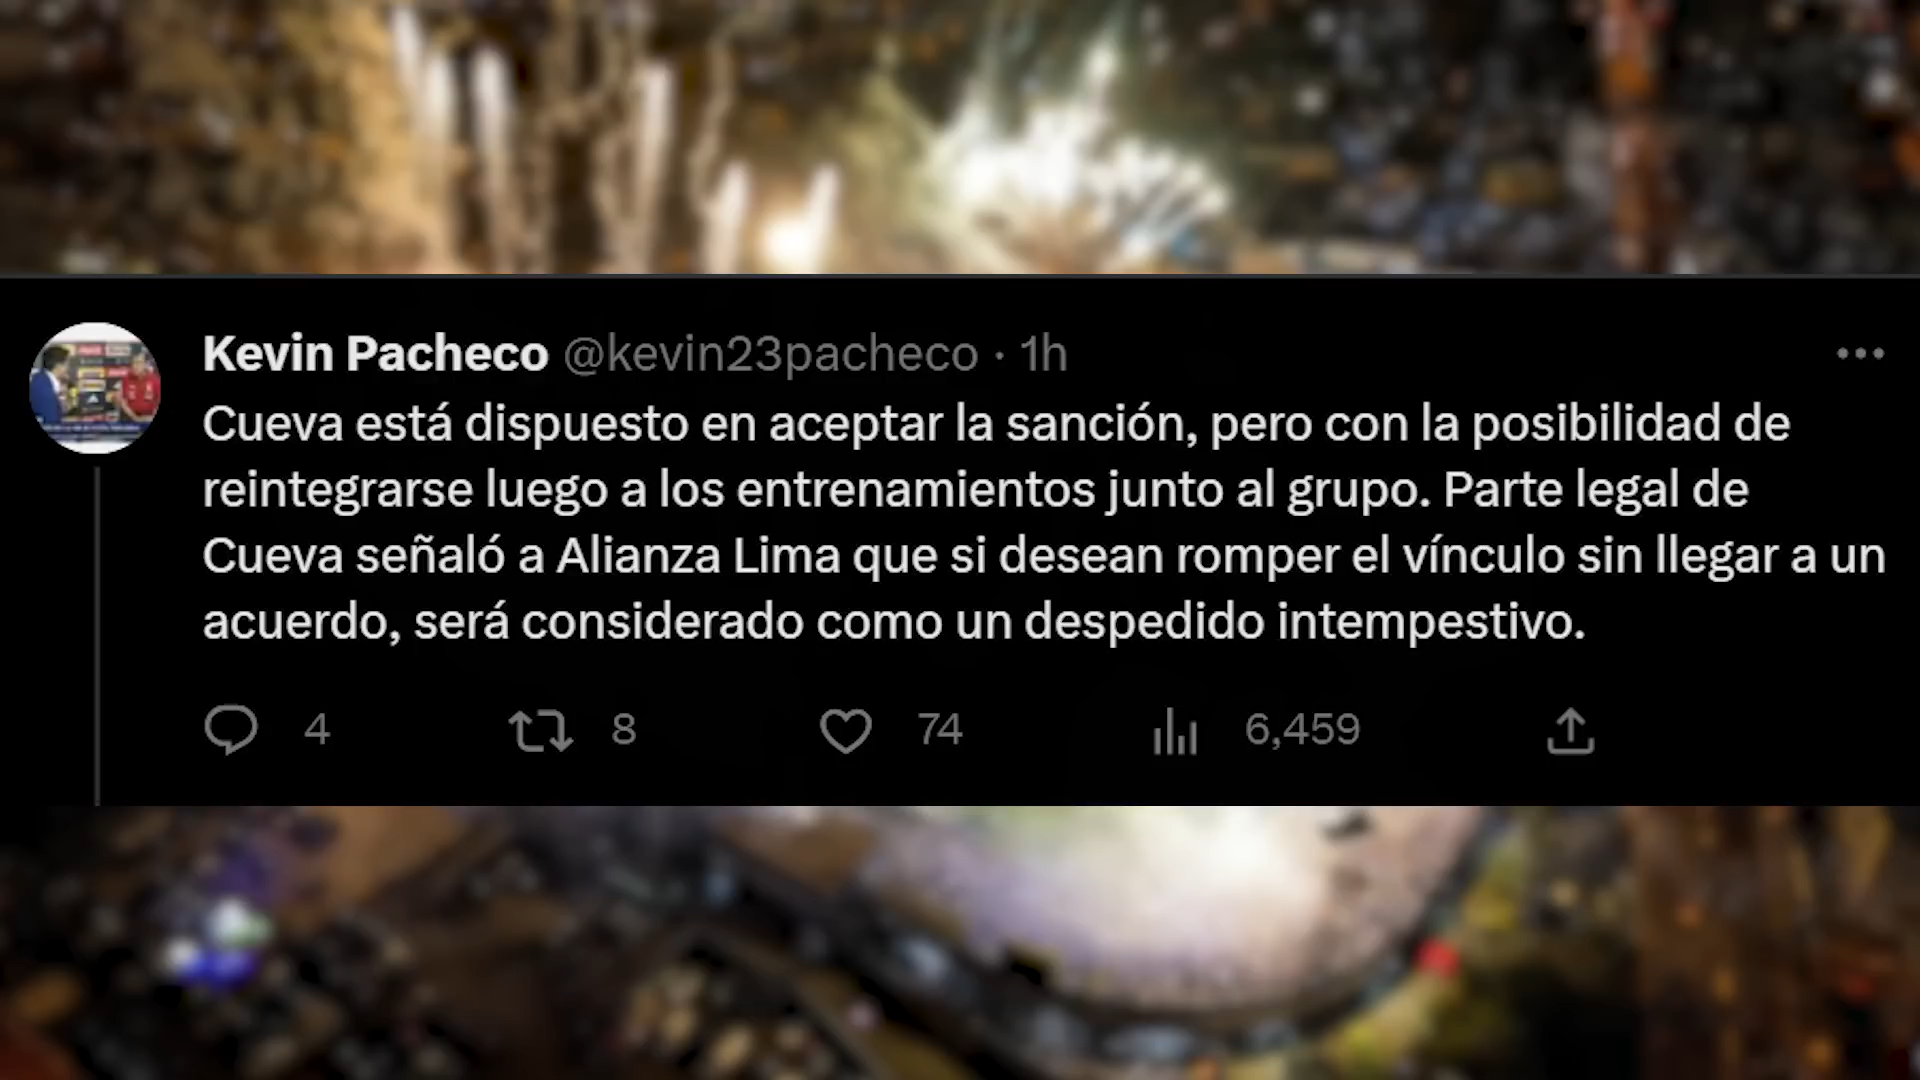 Kevin Pacheco @kevin23pacheco · 1h
Cueva está dispuesto en aceptar la sanción, pero con la posibilidad de
reintegrarse luego a los entrenamientos junto al grupo. Parte legal de
Cueva señaló a Alianza Lima que si desean romper el vínculo sin llegar a un
acuerdo, será considerado como un despedido intempestivo.
4 8 74 6,459